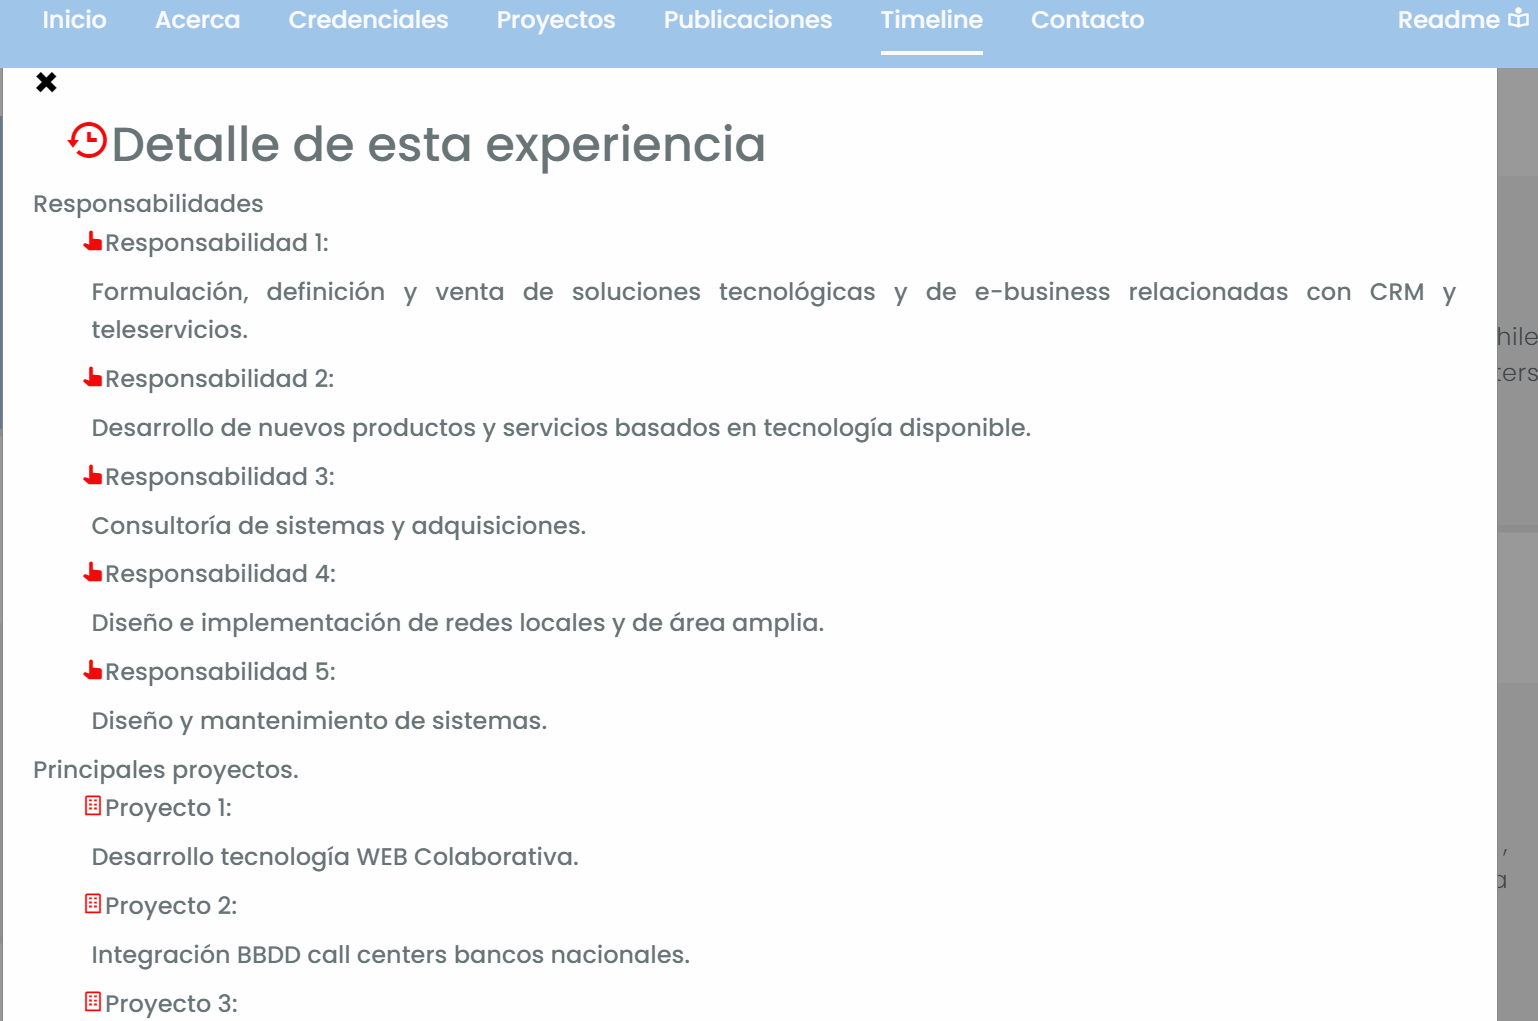 Inicio Acerca Credenciales Proyectos Publicaciones Timeline Contacto Readme
Detalle de esta experiencia
Responsabilidades
Responsabilidad 1:
Formulación, definición y venta de soluciones tecnológicas y de e-business relacionadas con CRM y
teleservicios.
hile
ters
Responsabilidad 2:
Desarrollo de nuevos productos y servicios basados en tecnología disponible.
Responsabilidad 3:
Consultoría de sistemas y adquisiciones.
Responsabilidad 4:
Diseño e implementación de redes locales y de área amplia.
Responsabilidad 5:
Diseño y mantenimiento de sistemas.
Principales proyectos.
Proyecto 1:
Desarrollo tecnología WEB Colaborativa.
Proyecto 2:
Integración BBDD call centers bancos nacionales.
Proyecto 3: